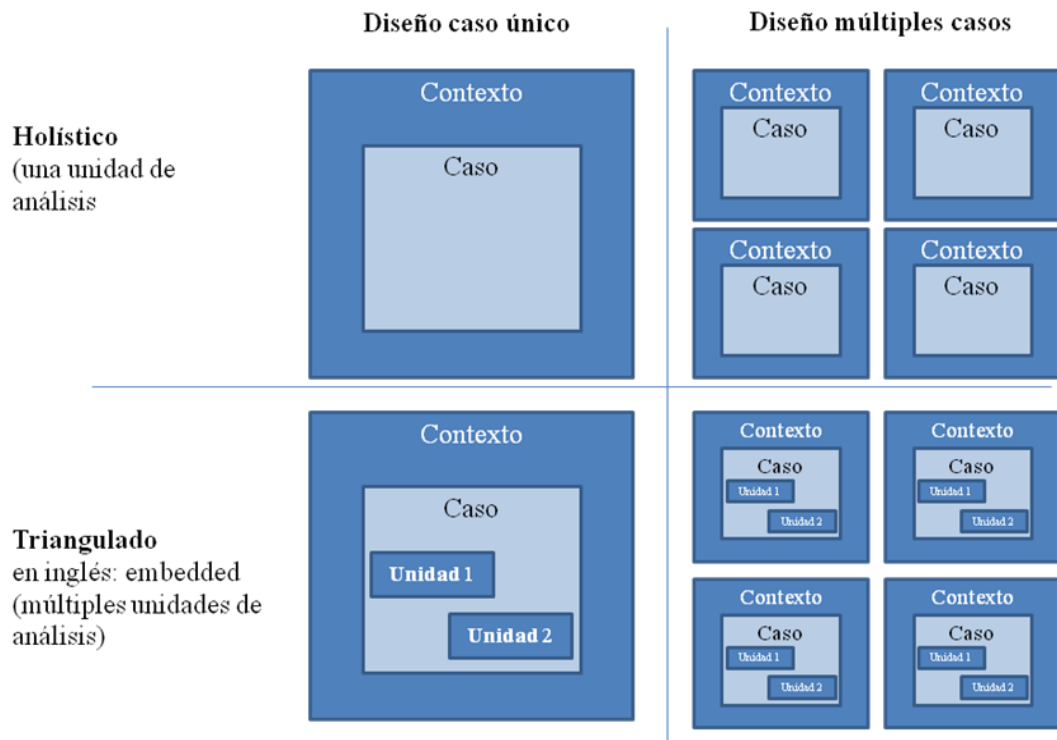 Diseño caso único
Diseño múltiples casos
Holístico
(una unidad de
análisis
Contexto
Caso
Contexto
Caso
Contexto
Caso
Contexto
Caso
Contexto
Caso
Triangulado
en inglés: embedded
(múltiples unidades de
análisis)
Contexto
Caso
Unidad 1
Unidad 2
Contexto
Caso
Unidad 1
Unidad 2
Contexto
Caso
Unidad 1
Unidad 2
Contexto
Caso
Unidad 1
Unidad 2
Contexto
Caso
Unidad 1
Unidad 2